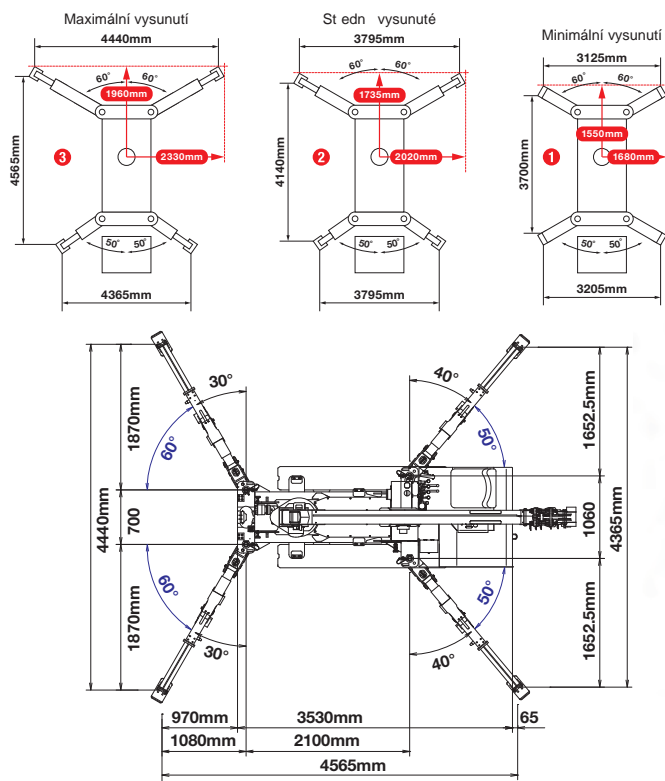 Maximální vysunutí
4440mm
60° 60°
1960mm
4565mm
3
2330mm
50° 50°
4365mm
St edn vysunuté
3795mm
60° 60°
1735mm
4140mm
2
2020mm
50° 50°
3795mm
Minimální vysunutí
3125mm
60° 60°
1550mm
3700mm
1
1680mm
50° 50°
3205mm
30°
40°
1870mm
60°
50°
1652.5mm
4440mm
700
1060
4365mm
1870mm
60°
50°
1652.5mm
30°
40°
970mm
3530mm
65
1080mm
2100mm
4565mm